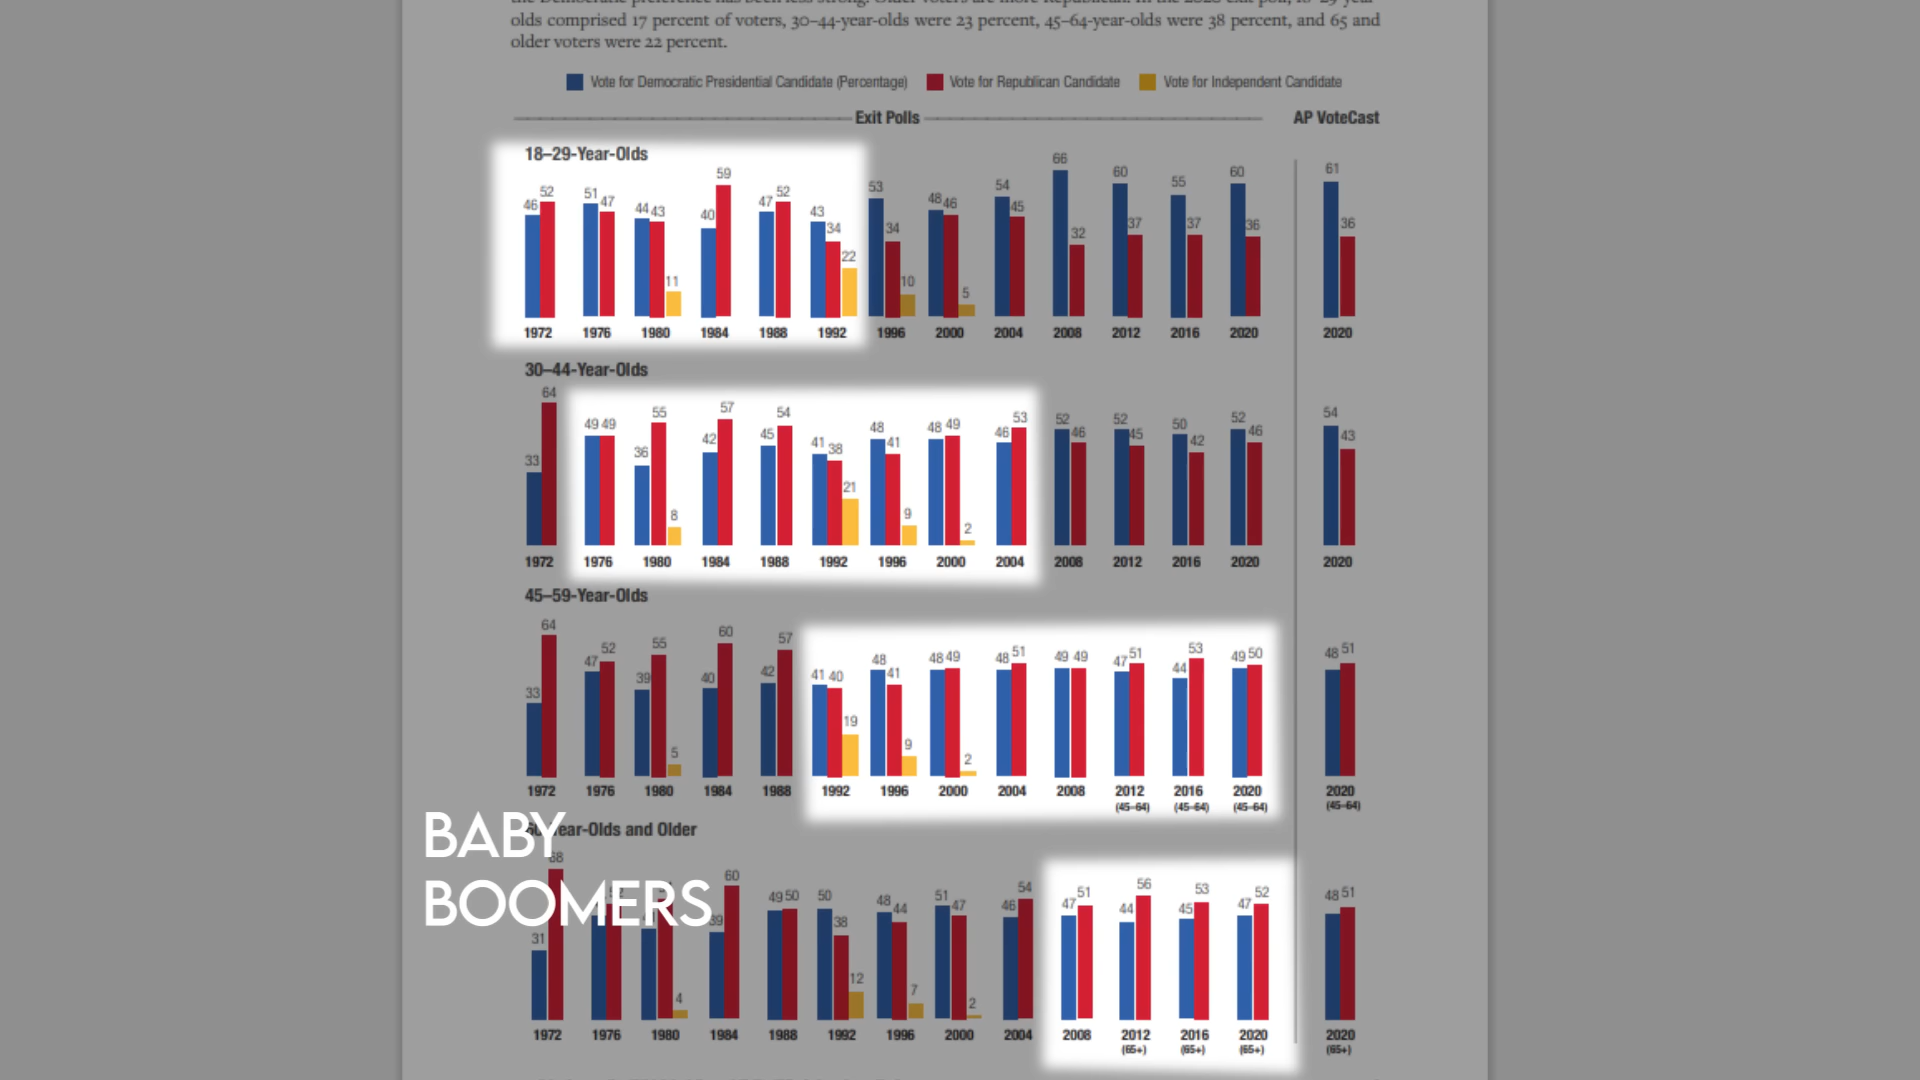 olds comprised 17 percent of voters, 30–44-year-olds were 23 percent, 45–64-year-olds were 38 percent, and 65 and
older voters were 22 percent.
Vote for Democratic Presidential Candidate (Percentage) Vote for Republican Candidate Vote for Independent Candidate
Exit Polls AP VoteCast
18–29-Year-Olds
46 52 51 47 44 43 11 40 59 47 52 43 34 22 53 34 10 48 46 5 54 45 66 32 60 37 55 37 60 36 61 36
1972 1976 1980 1984 1988 1992 1996 2000 2004 2008 2012 2016 2020 2020
30–44-Year-Olds
33 64 49 49 36 55 8 42 57 45 54 41 38 21 48 41 9 48 49 2 46 53 52 46 52 45 50 42 52 46 54 43
1972 1976 1980 1984 1988 1992 1996 2000 2004 2008 2012 2016 2020 2020
45–59-Year-Olds
33 64 47 52 39 55 5 40 60 42 57 41 40 19 48 41 9 48 49 2 48 51 49 49 47 51 44 53 49 50 48 51
1972 1976 1980 1984 1988 1992 1996 2000 2004 2008 2012 2016 2020 2020
(45–64) (45–64) (45–64) (45–64)
BABY
BOOMERS
and Older
31 4 60 49 50 50 38 12 48 44 7 51 47 2 46 54 47 51 44 56 45 53 47 52 48 51
1972 1976 1980 1984 1988 1992 1996 2000 2004 2008 2012 2016 2020 2020
(65+) (65+) (65+) (65+)